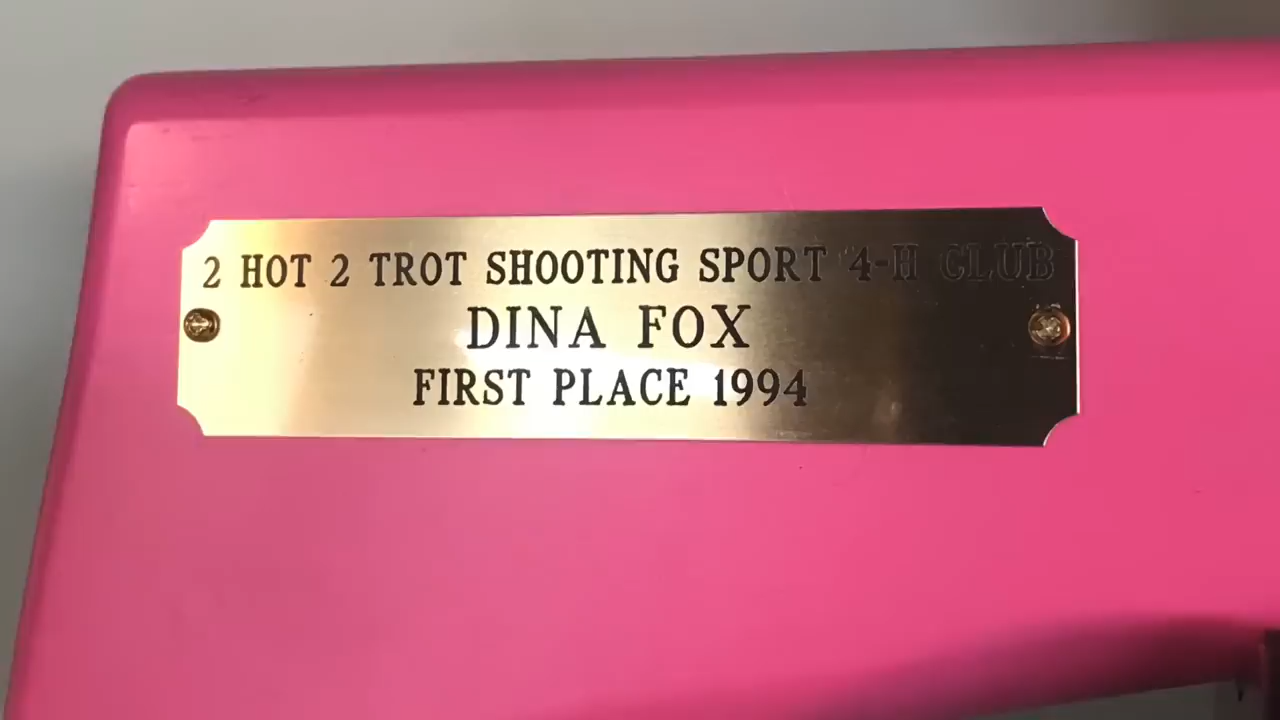 2 HOT 2 TROT SHOOTING SPORT 4-H CLUB
DINA FOX
FIRST PLACE 1994